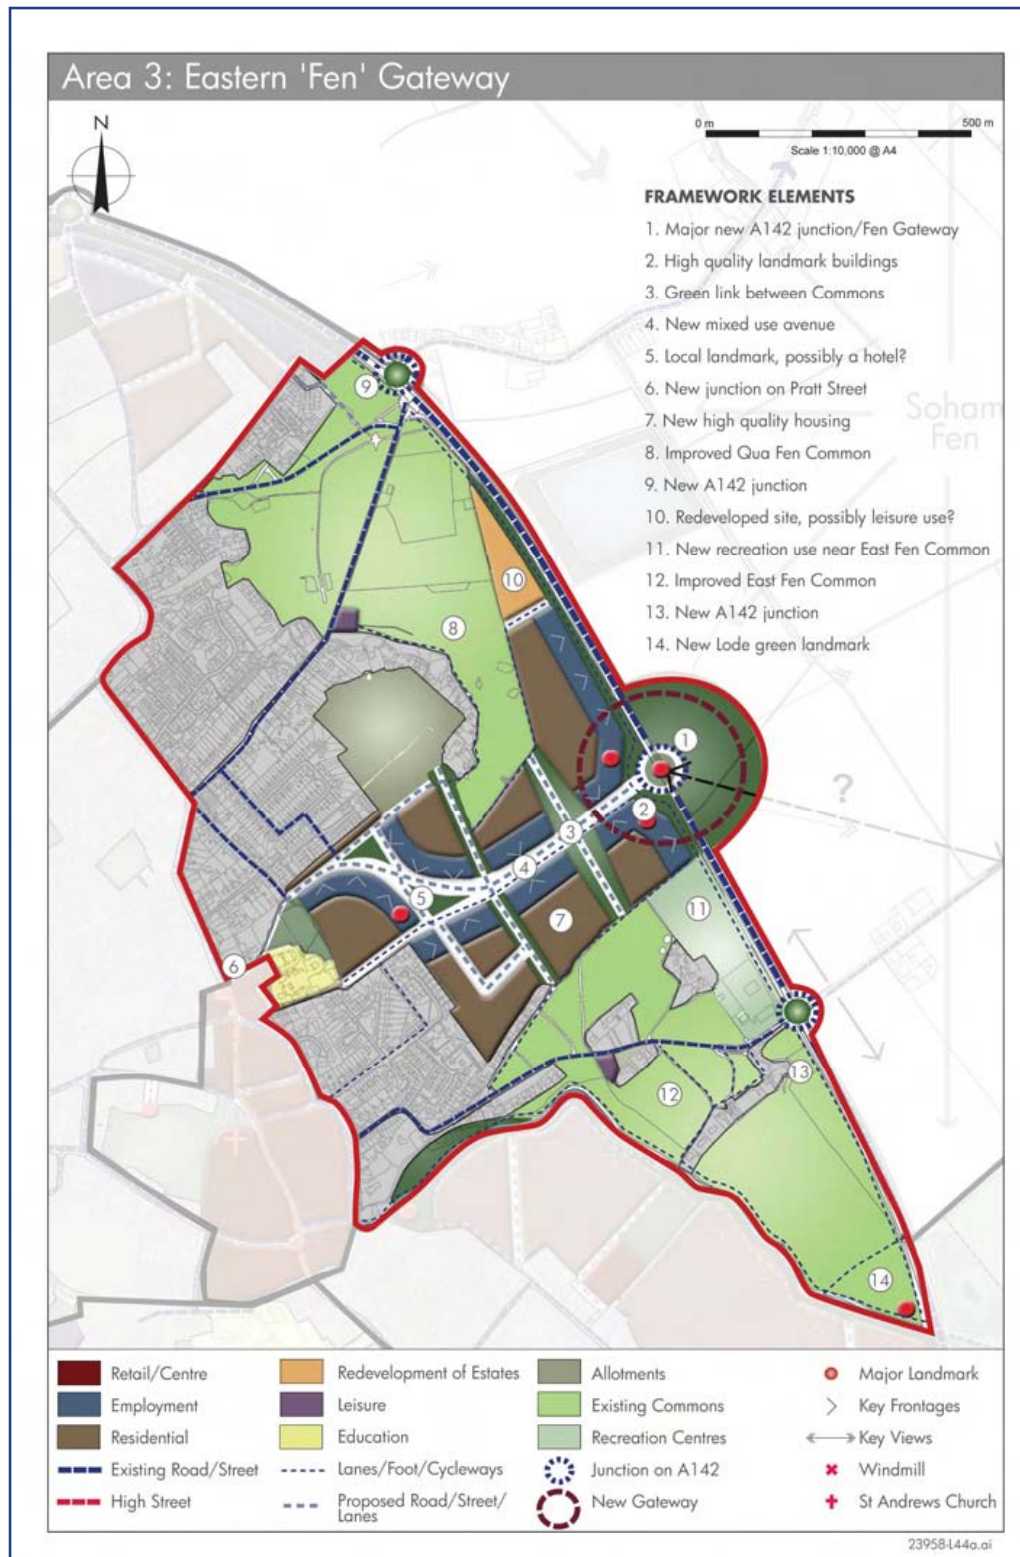 Area 3: Eastern 'Fen' Gateway
N
0 m
500 m
Scale 1:10,000 @ A4
FRAMEWORK ELEMENTS
1. Major new A142 junction/Fen Gateway
2. High quality landmark buildings
3. Green link between Commons
4. New mixed use avenue
5. Local landmark, possibly a hotel?
6. New junction on Pratt Street
7. New high quality housing
8. Improved Qua Fen Common
9. New A142 junction
10. Redeveloped site, possibly leisure use?
11. New recreation use near East Fen Common
12. Improved East Fen Common
13. New A142 junction
14. New Lode green landmark
Soham
Fen
9
10
8
1
?
2
3
4
5
7
11
6
13
12
14
Retail/Centre
Employment
Residential
Existing Road/Street
High Street
Redevelopment of Estates
Leisure
Education
Lanes/Foot/Cycleways
Proposed Road/Street/
Lanes
Allotments
Existing Commons
Recreation Centres
Junction on A142
New Gateway
Major Landmark
Key Frontages
Key Views
Windmill
St Andrews Church
23958-L44a.ai